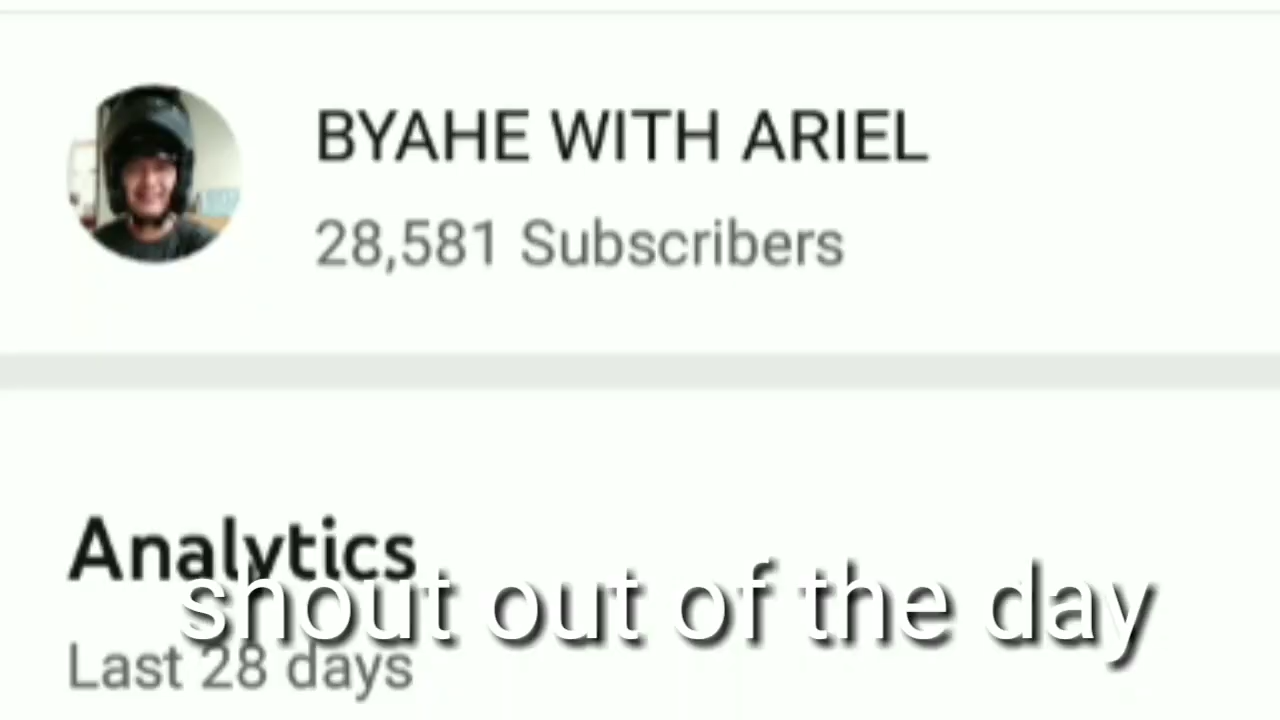 BYAHE WITH ARIEL
28,581 Subscribers
Analytics
shout out of the day
Last 28 days